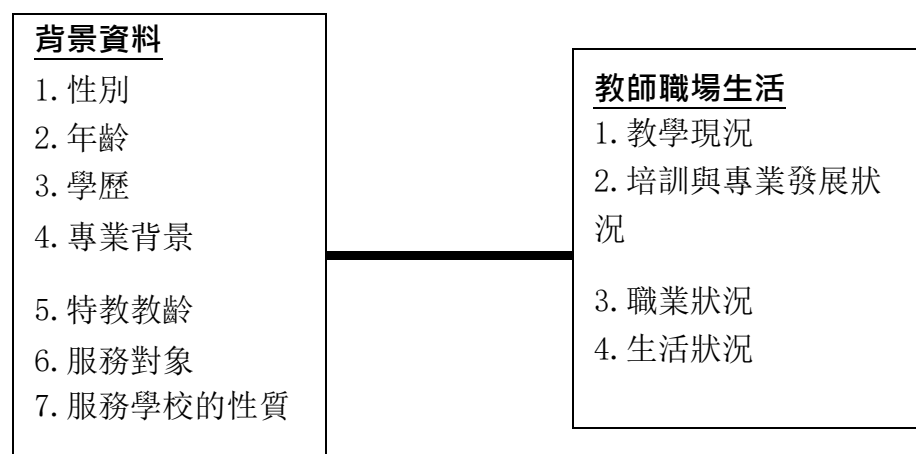 背景資料
1.性別
2.年齡
3.學歷
4.專業背景
5.特教教齡
6.服務對象
7.服務學校的性質
教師職場生活
1.教學現況
2.培訓與專業發展狀
況
3.職業狀況
4.生活狀況